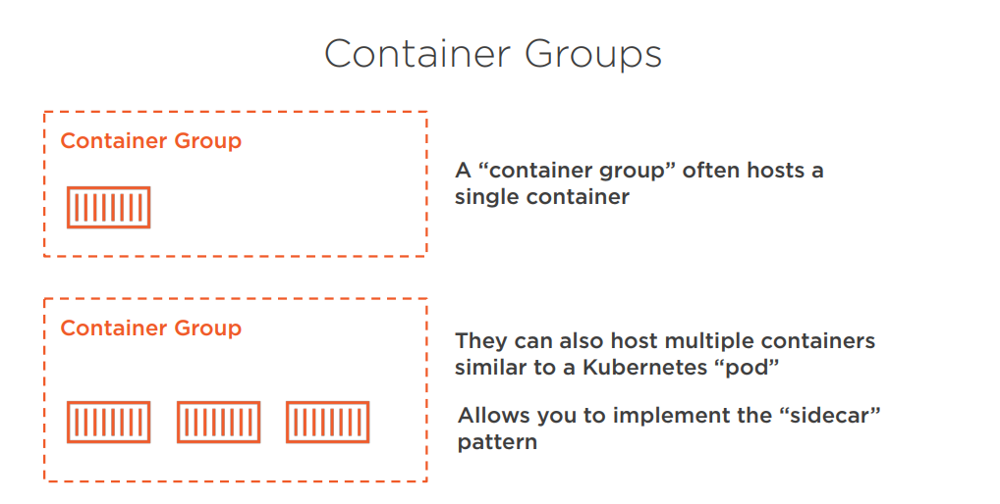 Container Groups
Container Group
A “container group” often hosts a
single container
Container Group
They can also host multiple containers
similar to a Kubernetes “pod”
Allows you to implement the “sidecar”
pattern